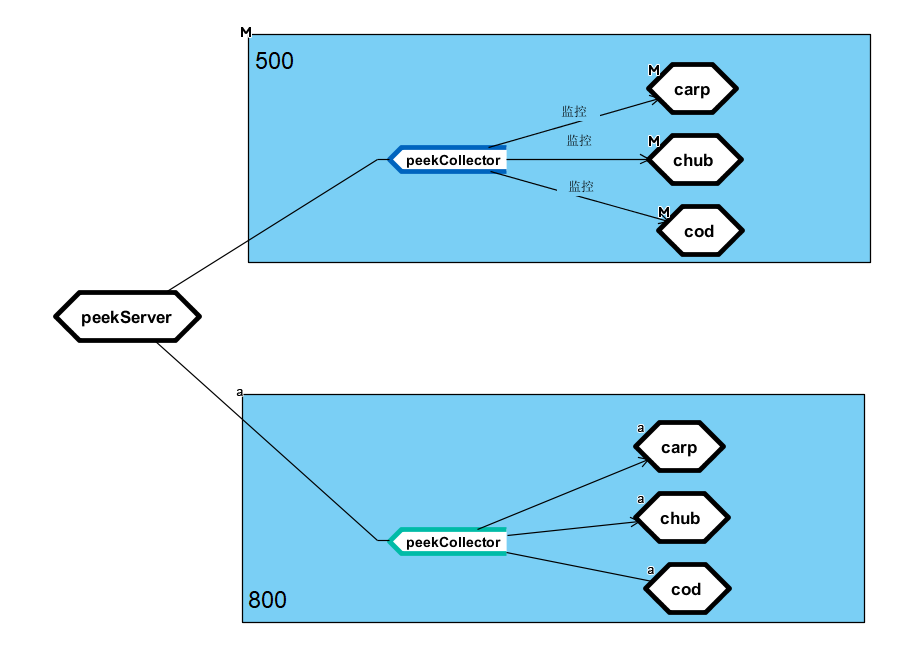 M
500
M
carp
监控
M
监控
chub
peekCollector
监控
M
cod
peekServer
a
a
carp
a
chub
peekCollector
a
cod
800